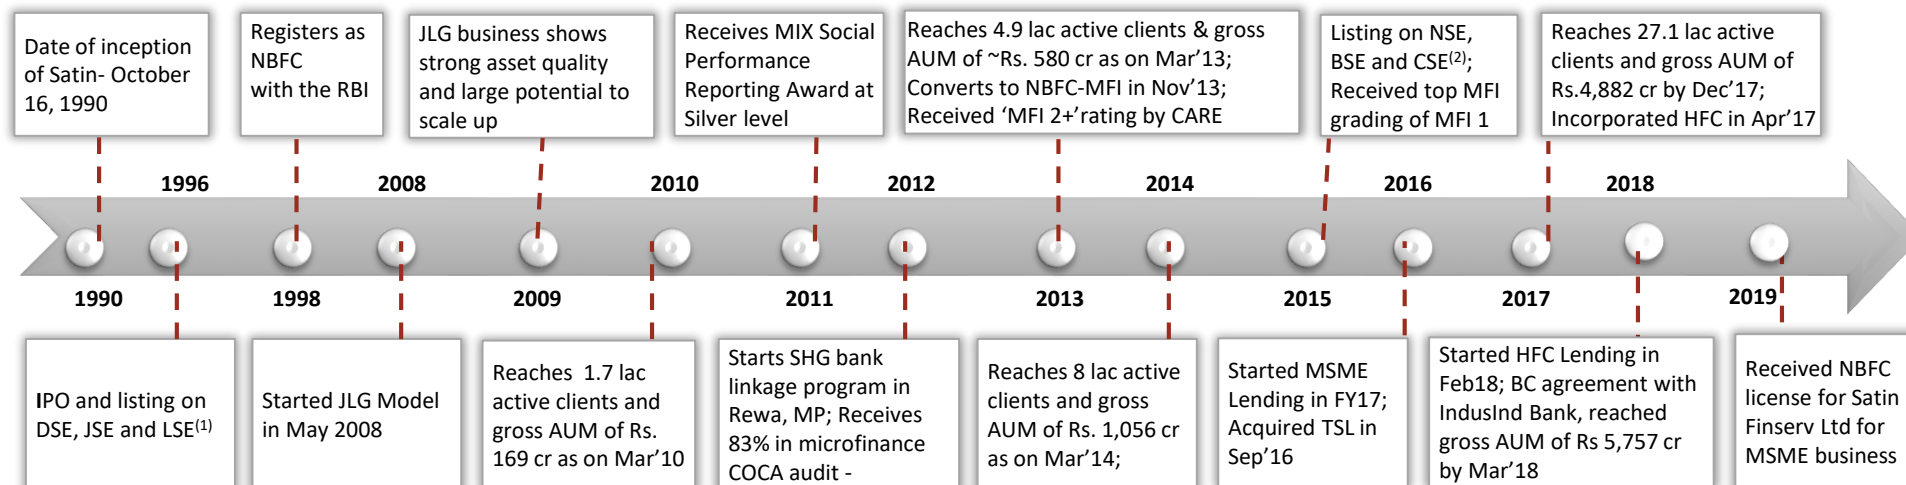 Date of inception
of Satin- October
16, 1990
Registers as
NBFC
with the RBI
JLG business shows
strong asset quality
and large potential to
scale up
Receives MIX Social
Performance
Reporting Award at
Silver level
Reaches 4.9 lac active clients & gross
AUM of ~Rs. 580 cr as on Mar'13;
Converts to NBFC-MFI in Nov'13;
Received 'MFI 2+'rating by CARE
Listing on NSE,
BSE and CSE(2);
Received top MFI
grading of MFI 1
Reaches 27.1 lac active
clients and gross AUM of
Rs.4,882 cr by Dec'17;
Incorporated HFC in Apr'17
1996
2008
2010
2012
2014
2016
2018
1990
1998
2009
2011
2013
2015
2017
2019
IPO and listing on
DSE, JSE and LSE(1)
Started JLG Model
in May 2008
Reaches 1.7 lac
active clients and
gross AUM of Rs.
169 cr as on Mar'10
Starts SHG bank
linkage program in
Rewa, MP; Receives
83% in microfinance
COCA audit -
Reaches 8 lac active
clients and gross
AUM of Rs. 1,056 cr
as on Mar'14;
Started MSME
Lending in FY17;
Acquired TSL in
Sep'16
Started HFC Lending in
Feb18; BC agreement with
IndusInd Bank, reached
gross AUM of Rs 5,757 cr
by Mar'18
Received NBFC
license for Satin
Finserv Ltd for
MSME business